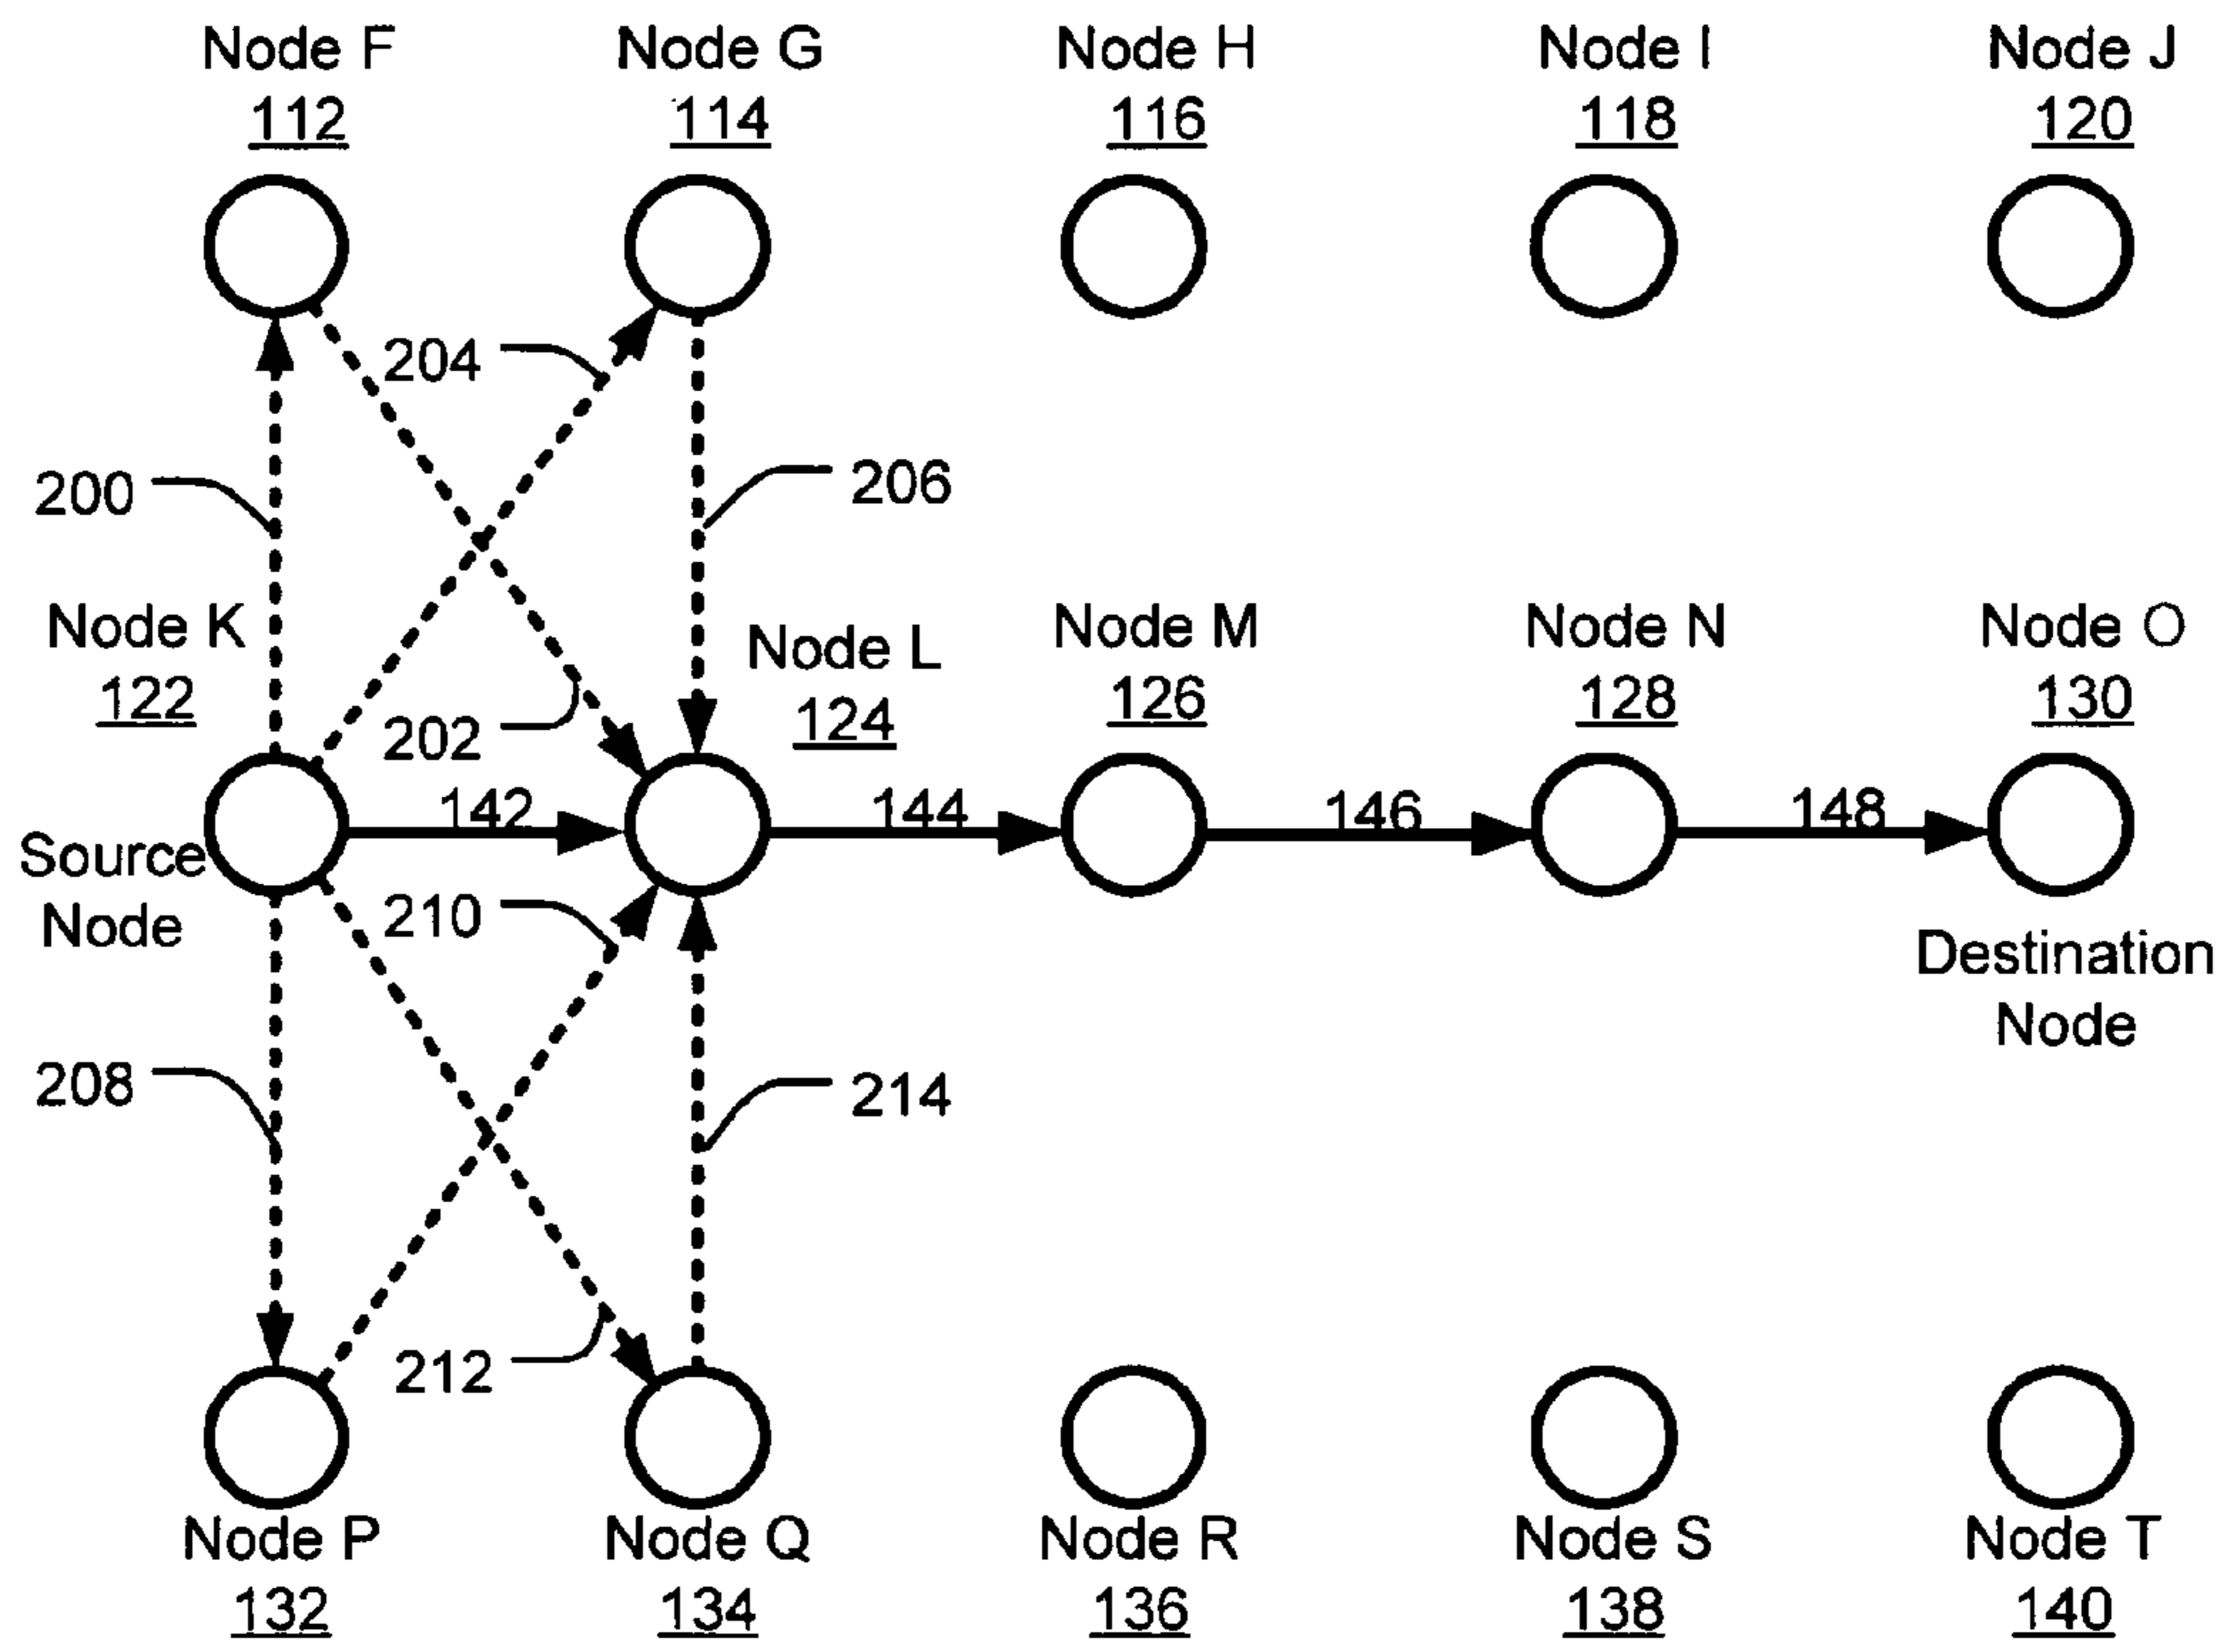 Node F
112
Node G
114
Node H
116
Node I
118
Node J
120
204
200
206
Node K
122
202
Node L
124
Node M
126
Node N
128
Node O
130
142
144
146
148
Source
Node
210
Destination
Node
208
214
212
Node P
132
Node Q
134
Node R
136
Node S
138
Node T
140